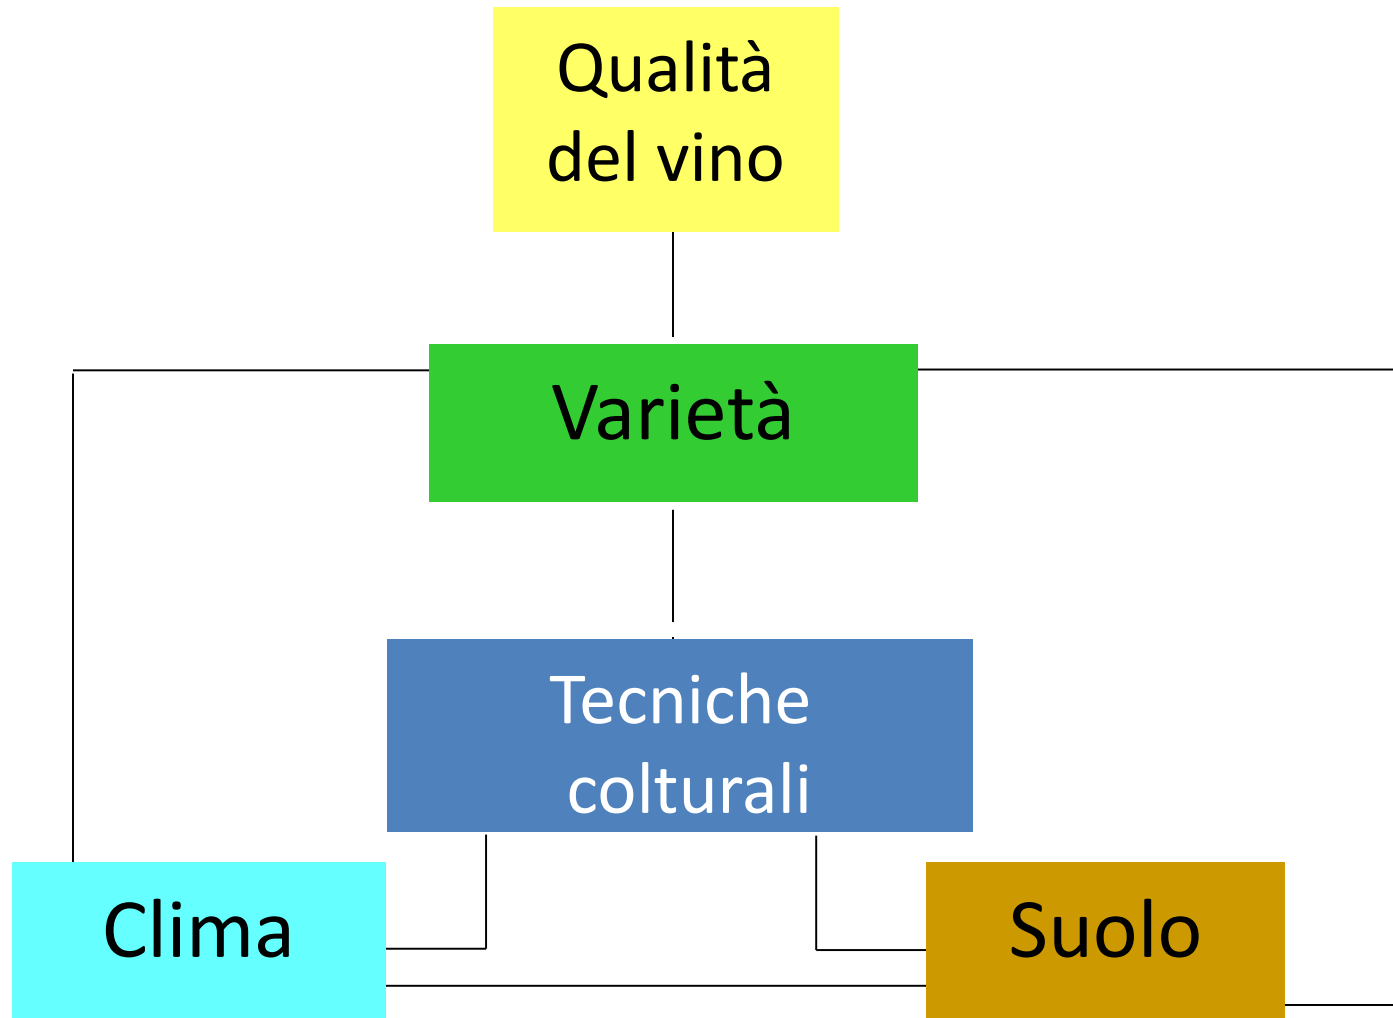 Qualità
del vino
Varietà
Tecniche
colturali
Clima
Suolo